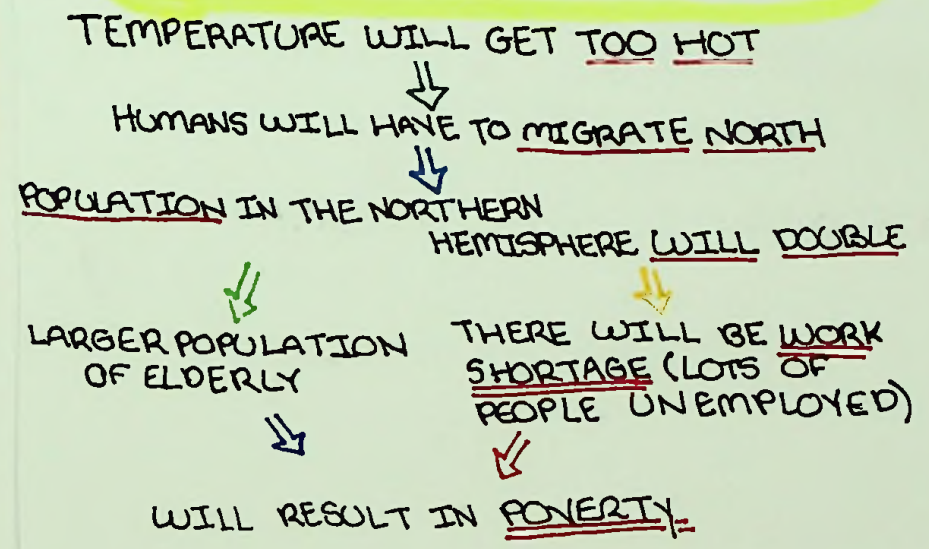 TEMPERATURE WILL GET TOO HOT
HUMANS WILL HAVE TO MIGRATE NORTH
POPULATION IN THE NORTHERN
HEMISPHERE WILL DOUBLE
LARGER POPULATION
OF ELDERLY
THERE WILL BE WORK
SHORTAGE (LOTS OF
PEOPLE UNEMPLOYED)
WILL RESULT IN POVERTY